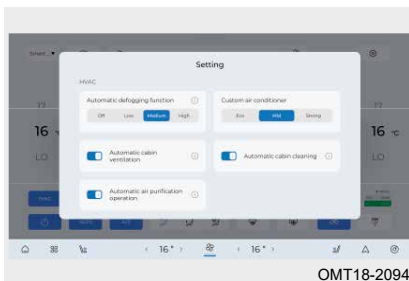 Setting
HVAC
Automatic defogging function
Custom air conditioner
Off Low Medium High
Eco Mild Strong
Automatic cabin
ventilation
Automatic cabin cleaning
Automatic air purification
operation
16 °C
16 °C
LO
LO
16°
16°
OMT18-2094